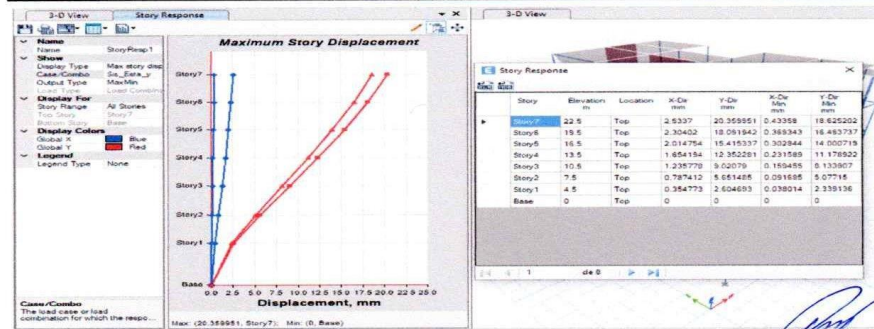 3-D View
Story Response
Name
Name StoryResp1
Show
Display Type Max story disp
Case/Combo Sis_Esta_y
Output Type MaxMin
Load Type Load Combina
Display For
Story Range All Stories
Top Story Story7
Bottom Story Base
Display Colors
Global X Blue
Global Y Red
Legend
Legend Type None
Case/Combo
The load case or load
combination for which the respo...
Maximum Story Displacement
Story7
Story6
Story5
Story4
Story3
Story2
Story1
Base
0.0 2.5 5.0 7.5 10.0 12.5 15.0 17.5 20.0 22.5 25.0
Displacement, mm
Max: (20.359951, Story7); Min: (0, Base)
3-D View
Story Response
Story Elevation m Location X-Dir mm Y-Dir mm X-Dir Min mm Y-Dir Min mm
Story7 22.5 Top 2.5337 20.359951 0.43358 18.625202
Story6 19.5 Top 2.30402 18.091942 0.369343 16.493737
Story5 16.5 Top 2.014754 15.415337 0.302844 14.000719
Story4 13.5 Top 1.654194 12.352281 0.231589 11.178922
Story3 10.5 Top 1.235778 9.02079 0.159455 8.133907
Story2 7.5 Top 0.787412 5.651485 0.091685 5.07715
Story1 4.5 Top 0.354773 2.604693 0.038014 2.339136
Base 0 Top 0 0 0 0
1 de 8